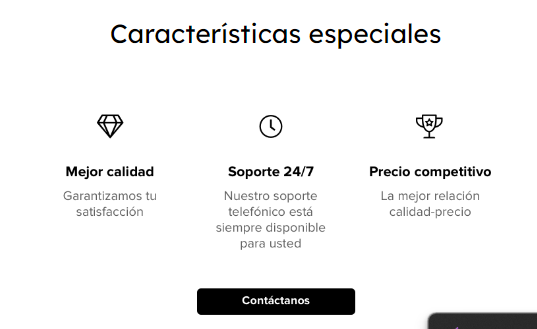 Características especiales
Mejor calidad
Garantizamos tu
satisfacción
Soporte 24/7
Nuestro soporte
telefónico está
siempre disponible
para usted
Precio competitivo
La mejor relación
calidad-precio
Contáctanos